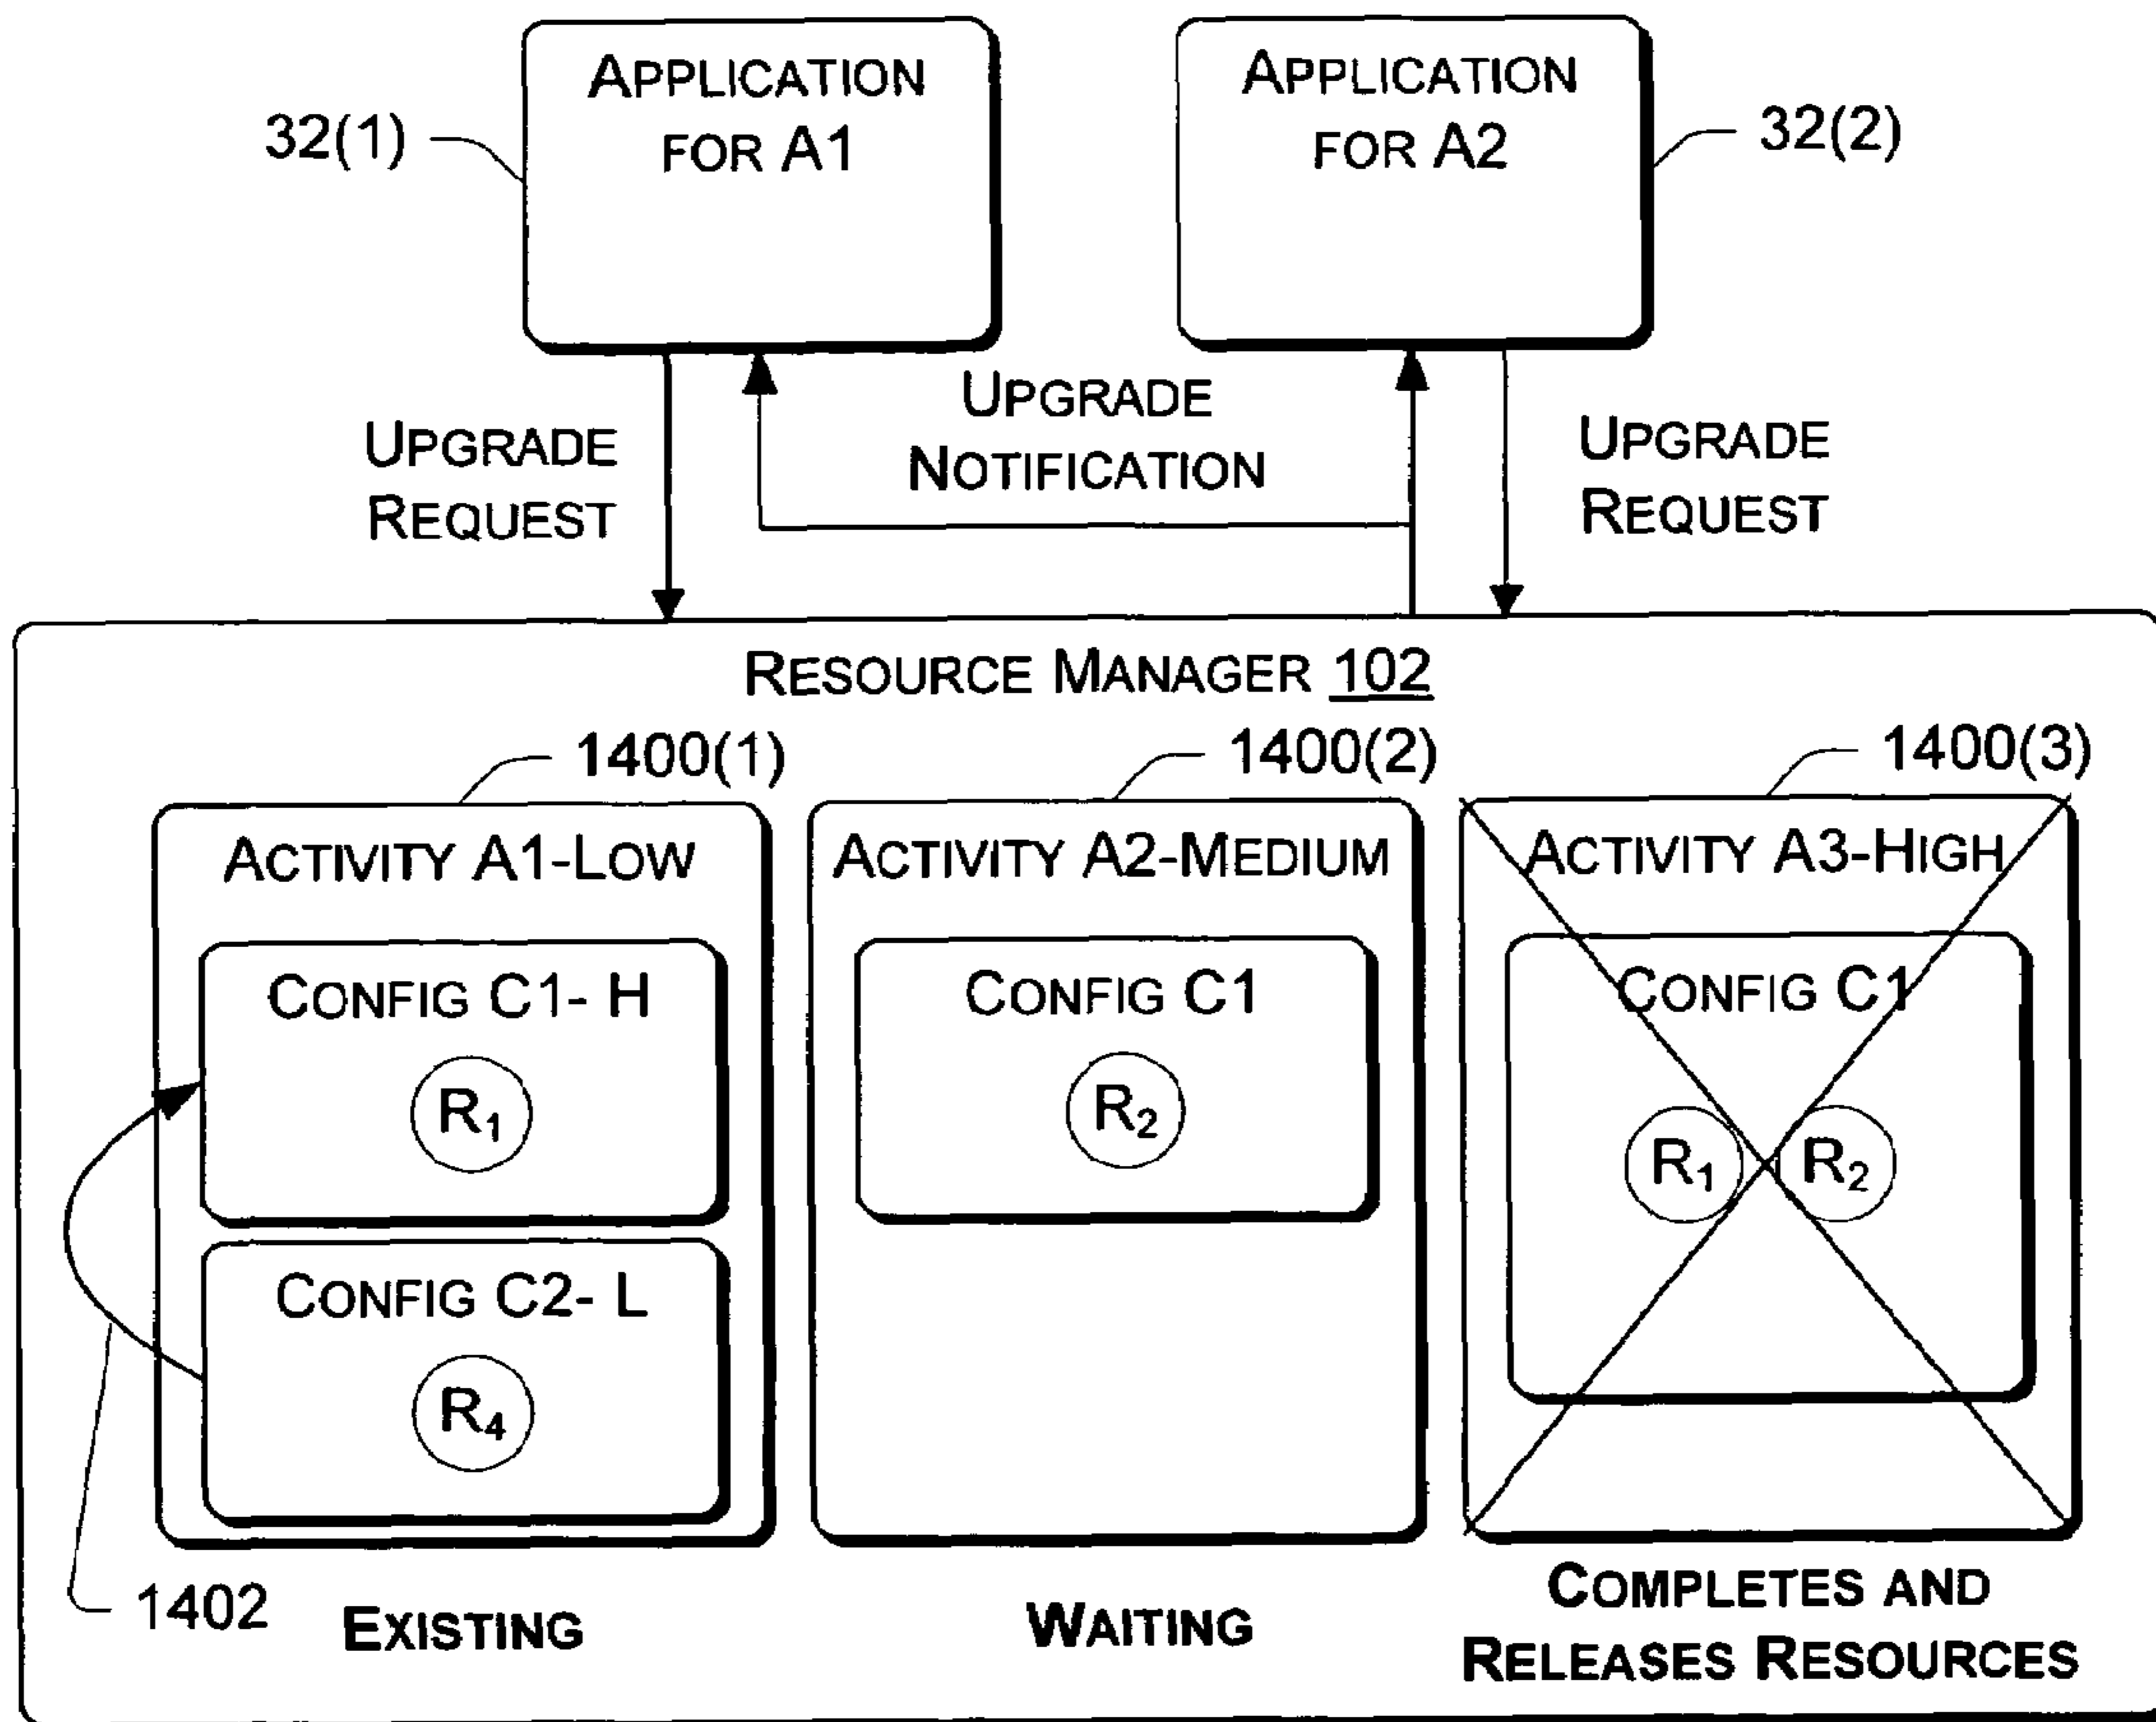 APPLICATION
FOR A1
APPLICATION
FOR A2
32(1)
32(2)
UPGRADE
REQUEST
UPGRADE
NOTIFICATION
UPGRADE
REQUEST
RESOURCE MANAGER 102
1400(1)
1400(2)
1400(3)
ACTIVITY A1-LOW
CONFIG C1- H
R1
CONFIG C2- L
R4
ACTIVITY A2-MEDIUM
CONFIG C1
R2
ACTIVITY A3-HIGH
CONFIG C1
R1 R2
1402
EXISTING
WAITING
COMPLETES AND
RELEASES RESOURCES